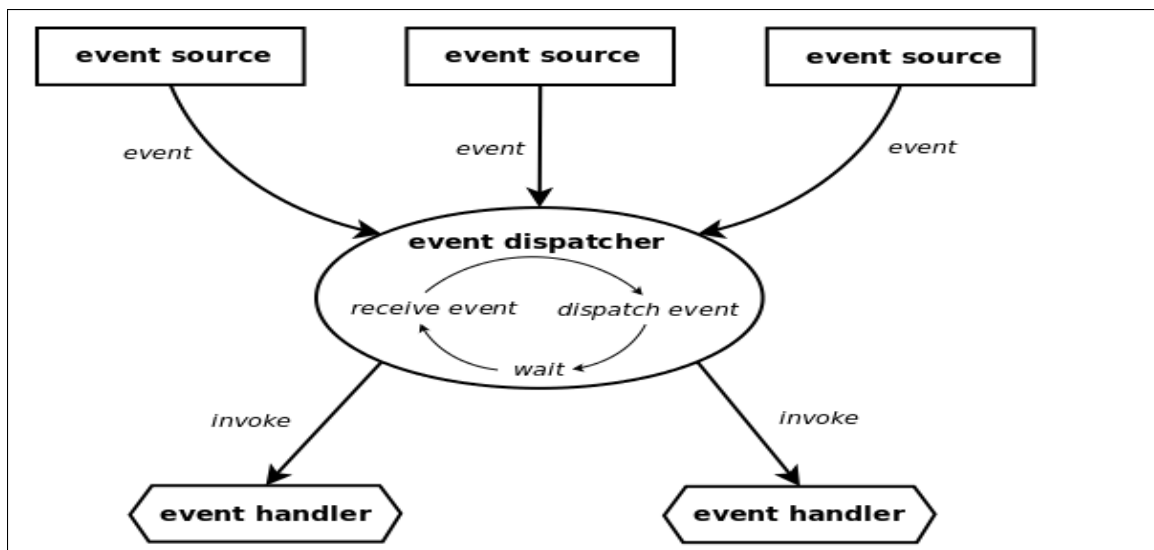 event source event source event source
event event event
event dispatcher
receive event dispatch event
wait
invoke invoke
event handler event handler